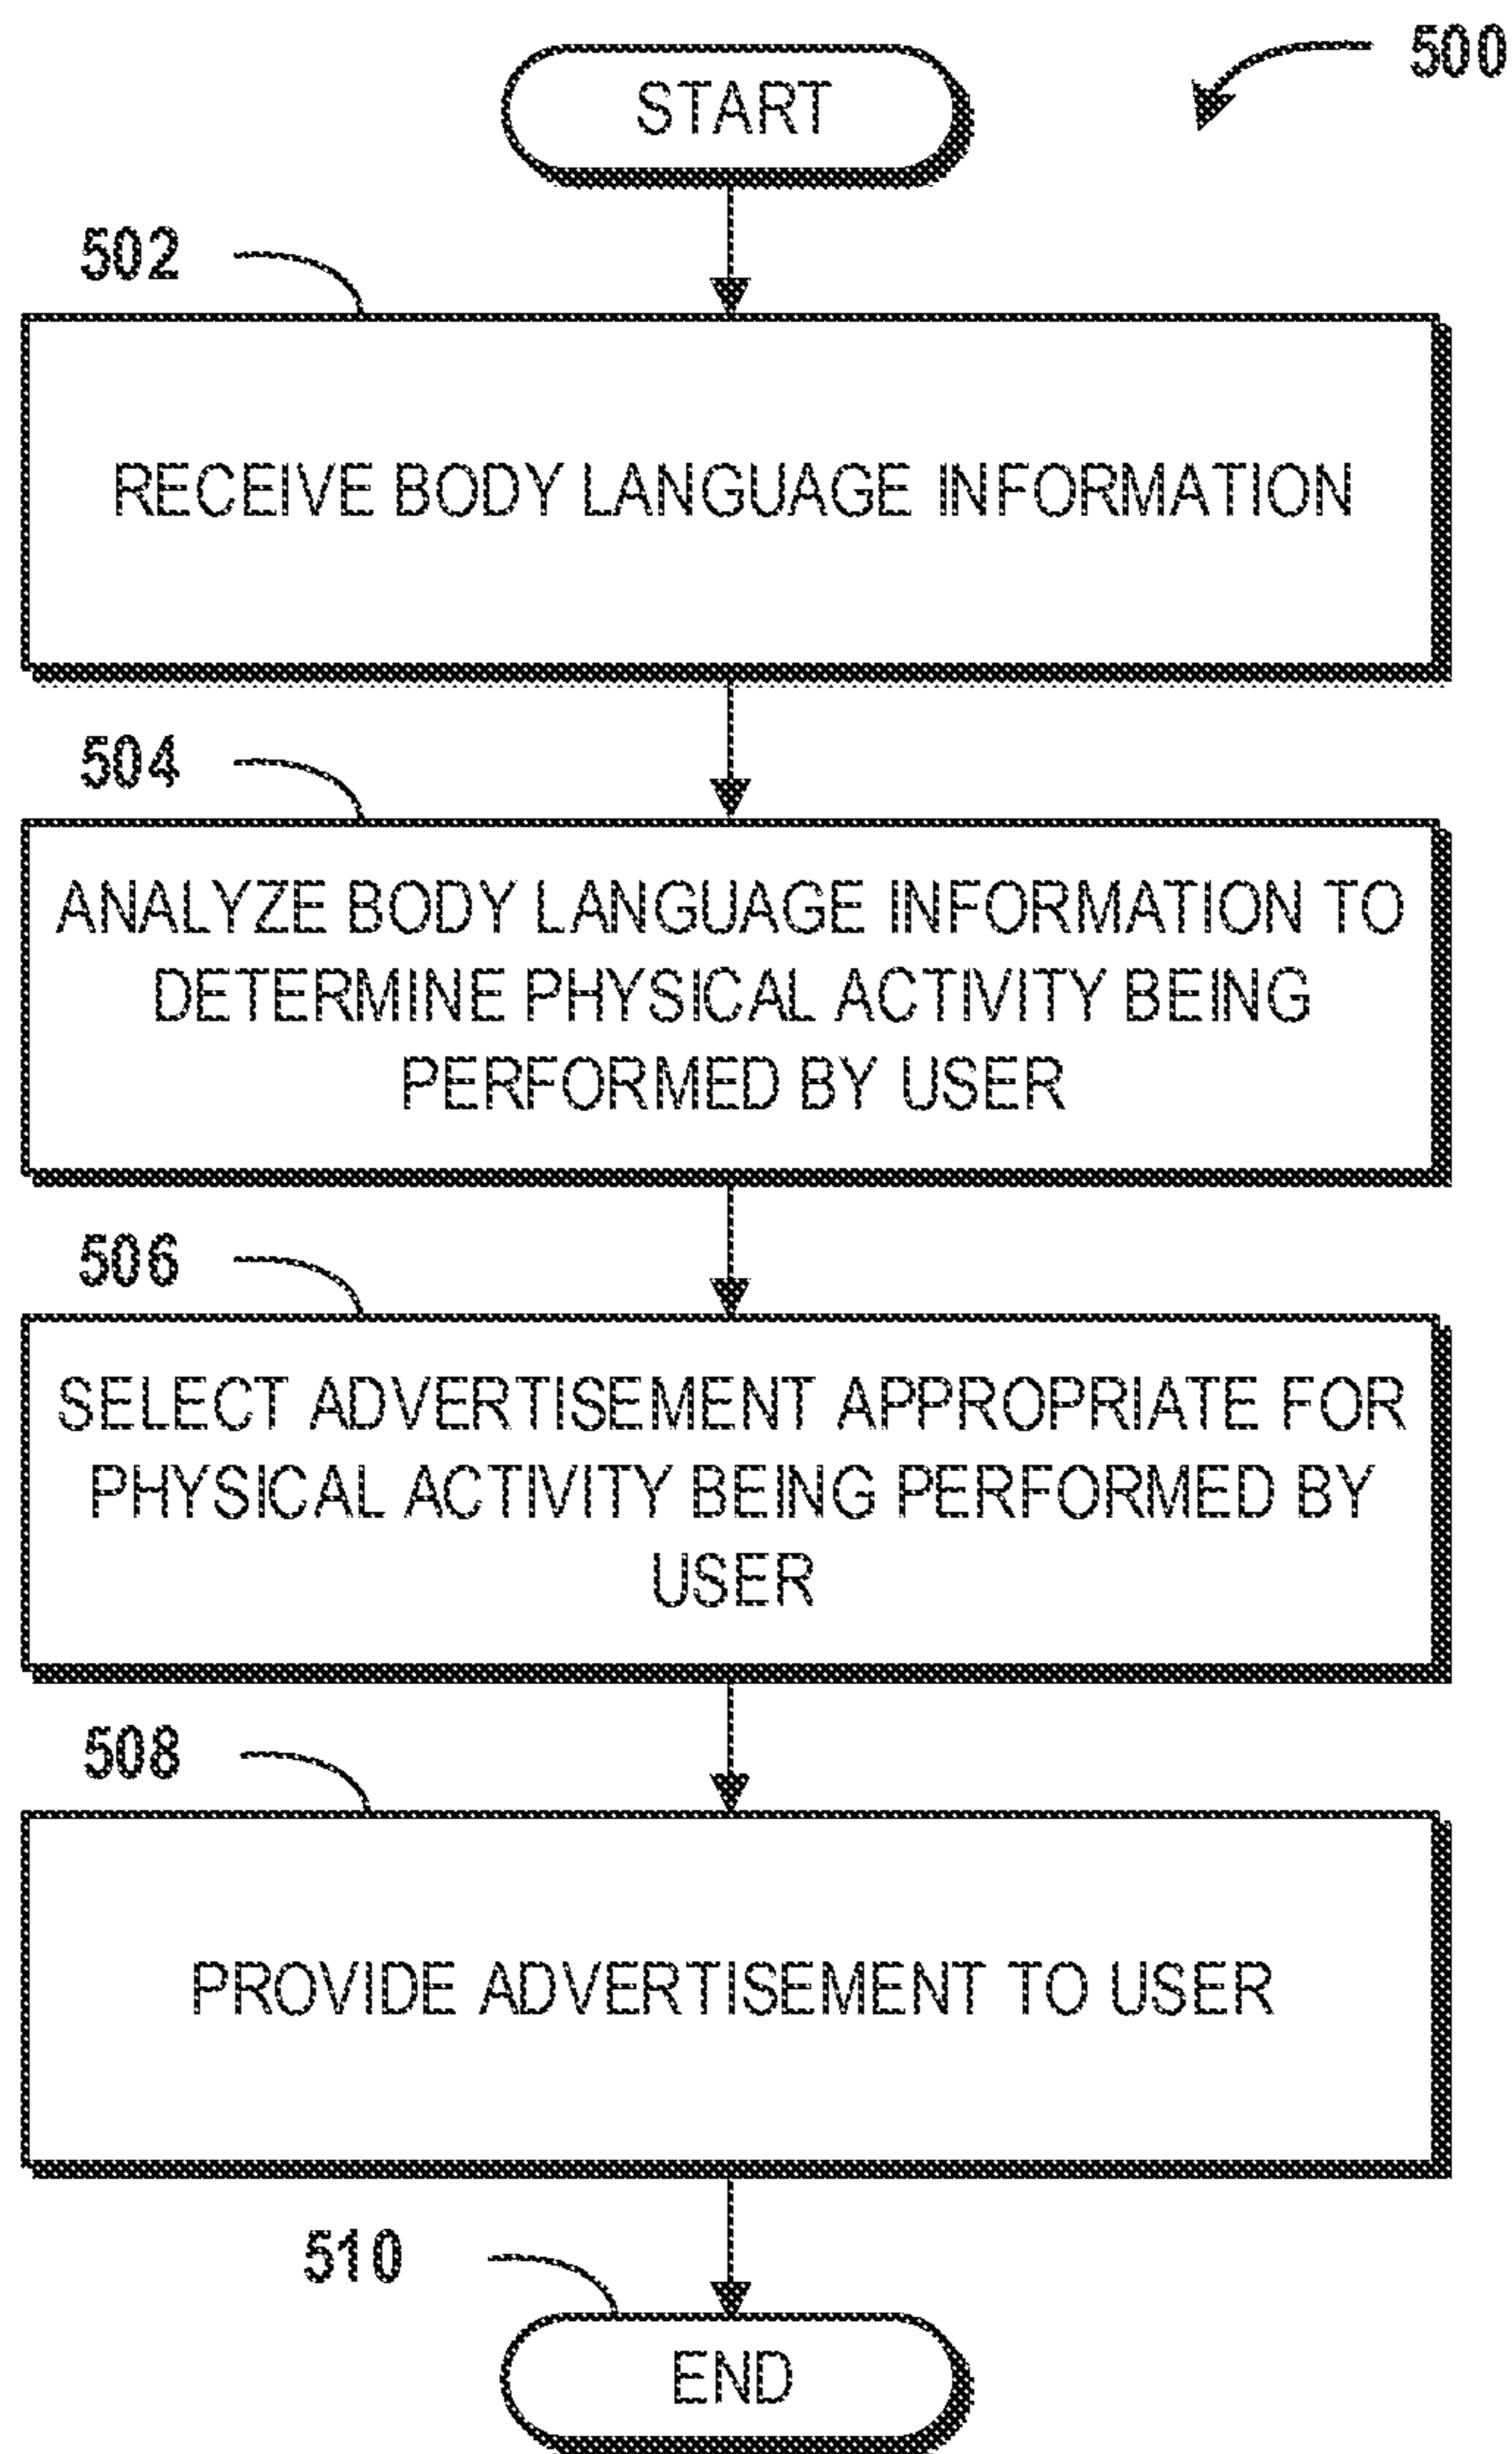 500
START
502
RECEIVE BODY LANGUAGE INFORMATION
504
ANALYZE BODY LANGUAGE INFORMATION TO
DETERMINE PHYSICAL ACTIVITY BEING
PERFORMED BY USER
506
SELECT ADVERTISEMENT APPROPRIATE FOR
PHYSICAL ACTIVITY BEING PERFORMED BY
USER
508
PROVIDE ADVERTISEMENT TO USER
510
END